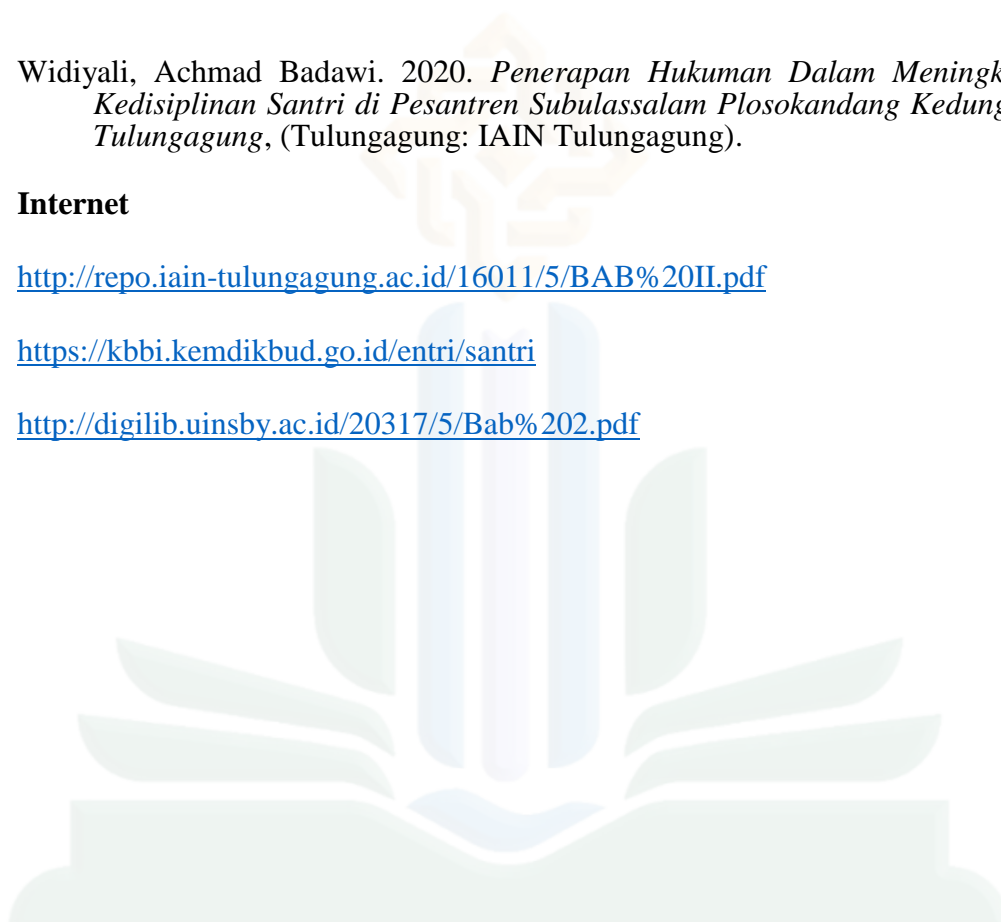 Widiyali, Achmad Badawi. 2020. Penerapan Hukuman Dalam Meningk
Kedisiplinan Santri di Pesantren Subulassalam Plosokandang Kedung
Tulungagung, (Tulungagung: IAIN Tulungagung).
Internet
http://repo.iain-tulungagung.ac.id/16011/5/BAB%20II.pdf
https://kbbi.kemdikbud.go.id/entri/santri
http://digilib.uinsby.ac.id/20317/5/Bab%202.pdf